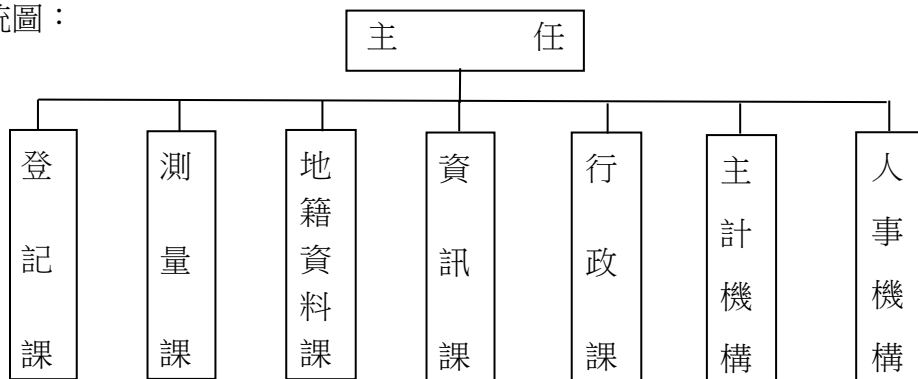 統圖：
主任
登記課
測量課
地籍資料課
資訊課
行政課
主計機構
人事機構